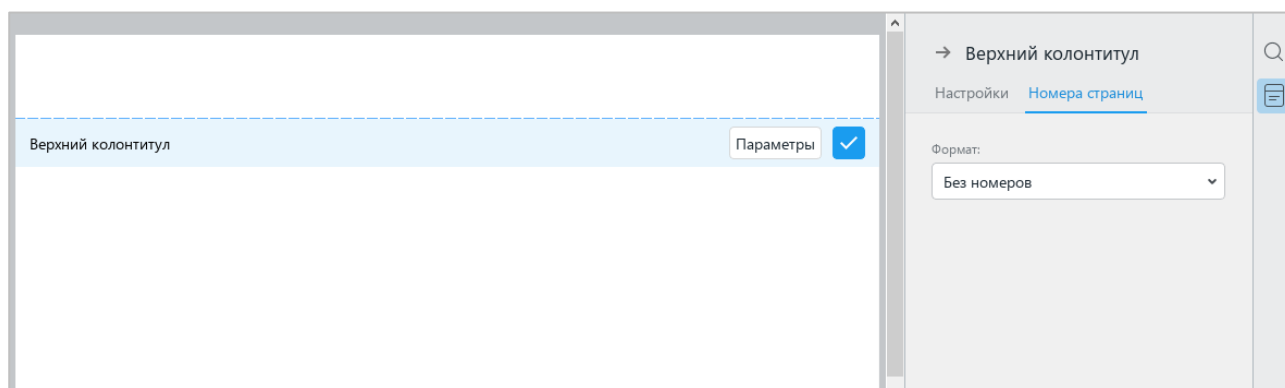 Верхний колонтитул
Настройки Номера страниц
Верхний колонтитул Параметры
Формат:
Без номеров